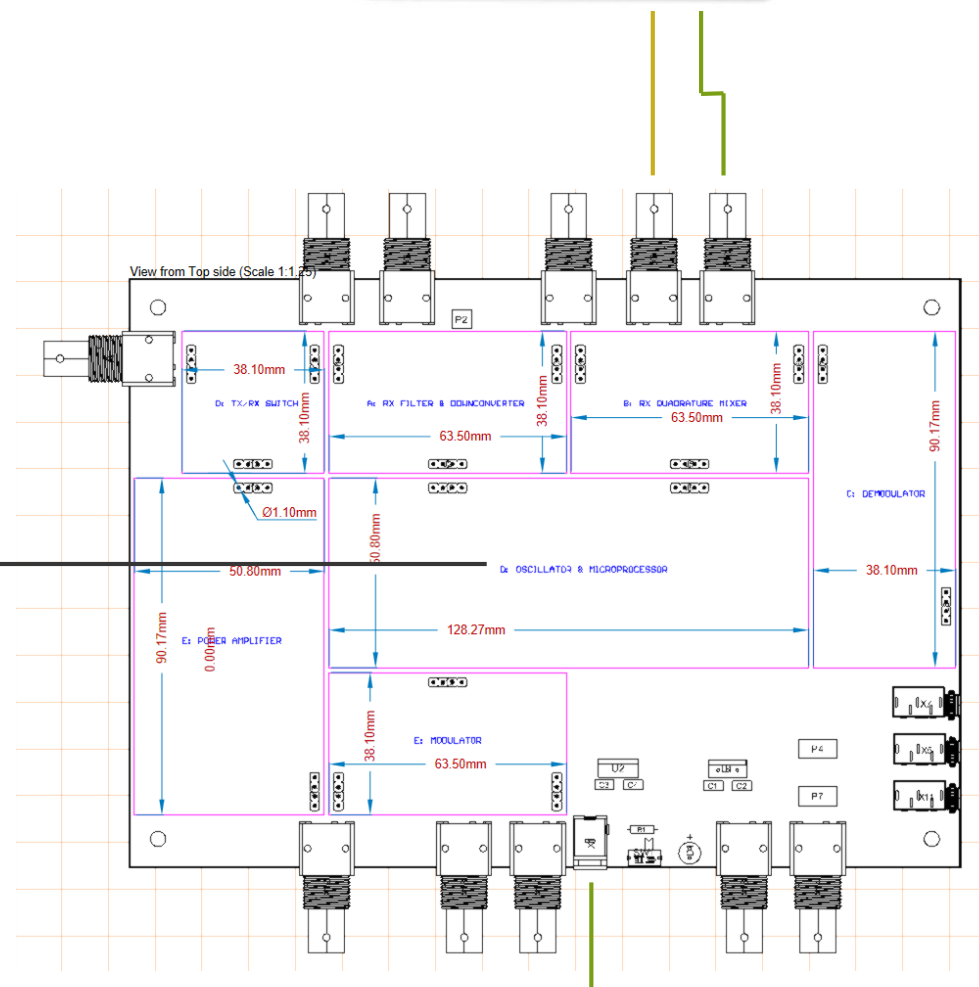 View from Top side (Scale 1:1.25)
P2
38.10mm
D: TX/RX SWITCH
38.10mm
A: RX FILTER & DOWNCONVERTER
38.10mm
63.50mm
B: RX QUADRATURE MIXER
38.10mm
63.50mm
90.17mm
C: DEMODULATOR
38.10mm
Ø1.10mm
50.80mm
50.80mm
OSCILLATOR & MICROPROCESSOR
128.27mm
90.17mm
E: POWER AMPLIFIER
0.00mm
38.10mm
E: MODULATOR
63.50mm
U2
C3
C1
C2
P4
P7
X11
R1
+